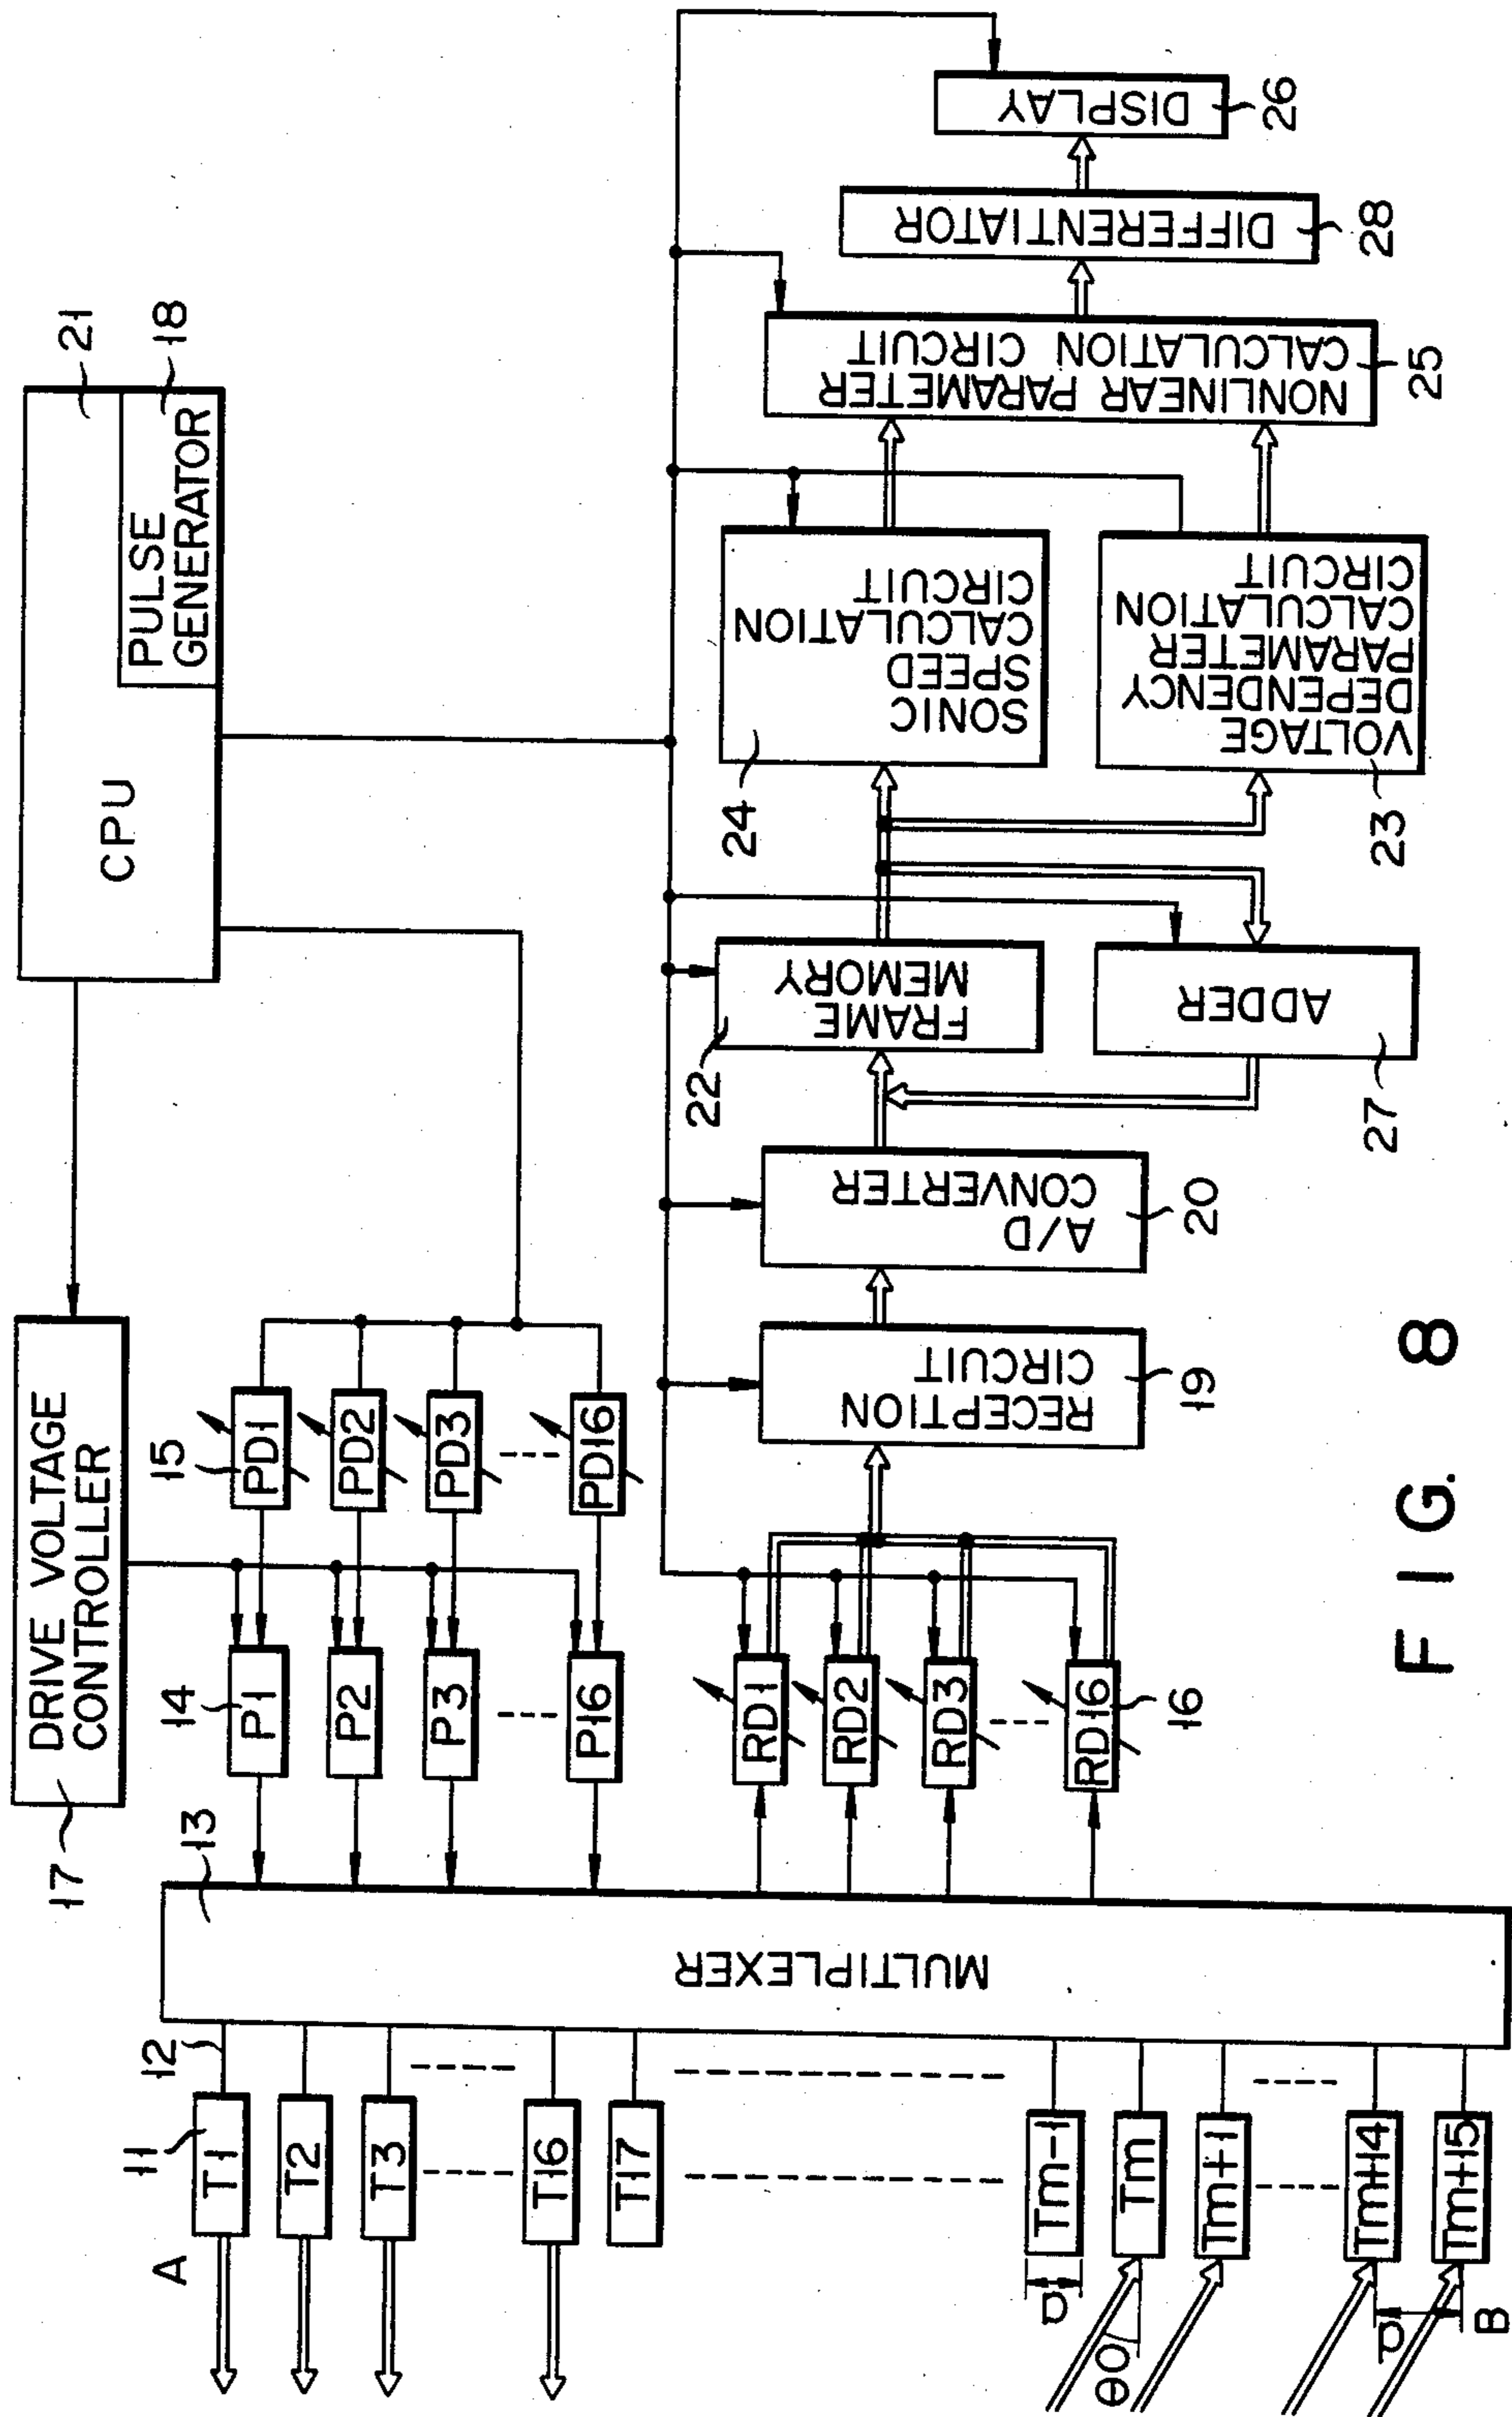 CPU
21
PULSE
GENERATOR
18
DRIVE VOLTAGE
CONTROLLER
17
15
PD1
PD2
PD3
PD16
14
P1
P2
P3
P16
13
MULTIPLEXER
12
11
T1
T2
T3
T16
T17
Tm-1
Tm
Tm+1
Tm+14
Tm+15
A
a
θ0
d
B
RD1
RD2
RD3
RD16
16
RECEPTION
CIRCUIT
19
A/D
CONVERTER
20
FRAME
MEMORY
22
ADDER
27
SONIC
SPEED
CALCULATION
CIRCUIT
24
VOLTAGE
DEPENDENCY
PARAMETER
CALCULATION
CIRCUIT
23
NONLINEAR PARAMETER
CALCULATION CIRCUIT
25
DIFFERENTIATOR
28
DISPLAY
26
FIG. 8